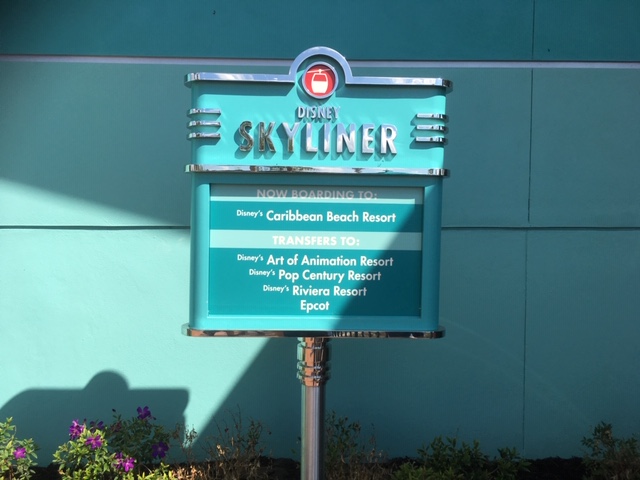 DISNEY
SKYLINER
NOW BOARDING TO:
Disney's Caribbean Beach Resort
TRANSFERS TO:
Disney's Art of Animation Resort
Disney's Pop Century Resort
Disney's Riviera Resort
Epcot